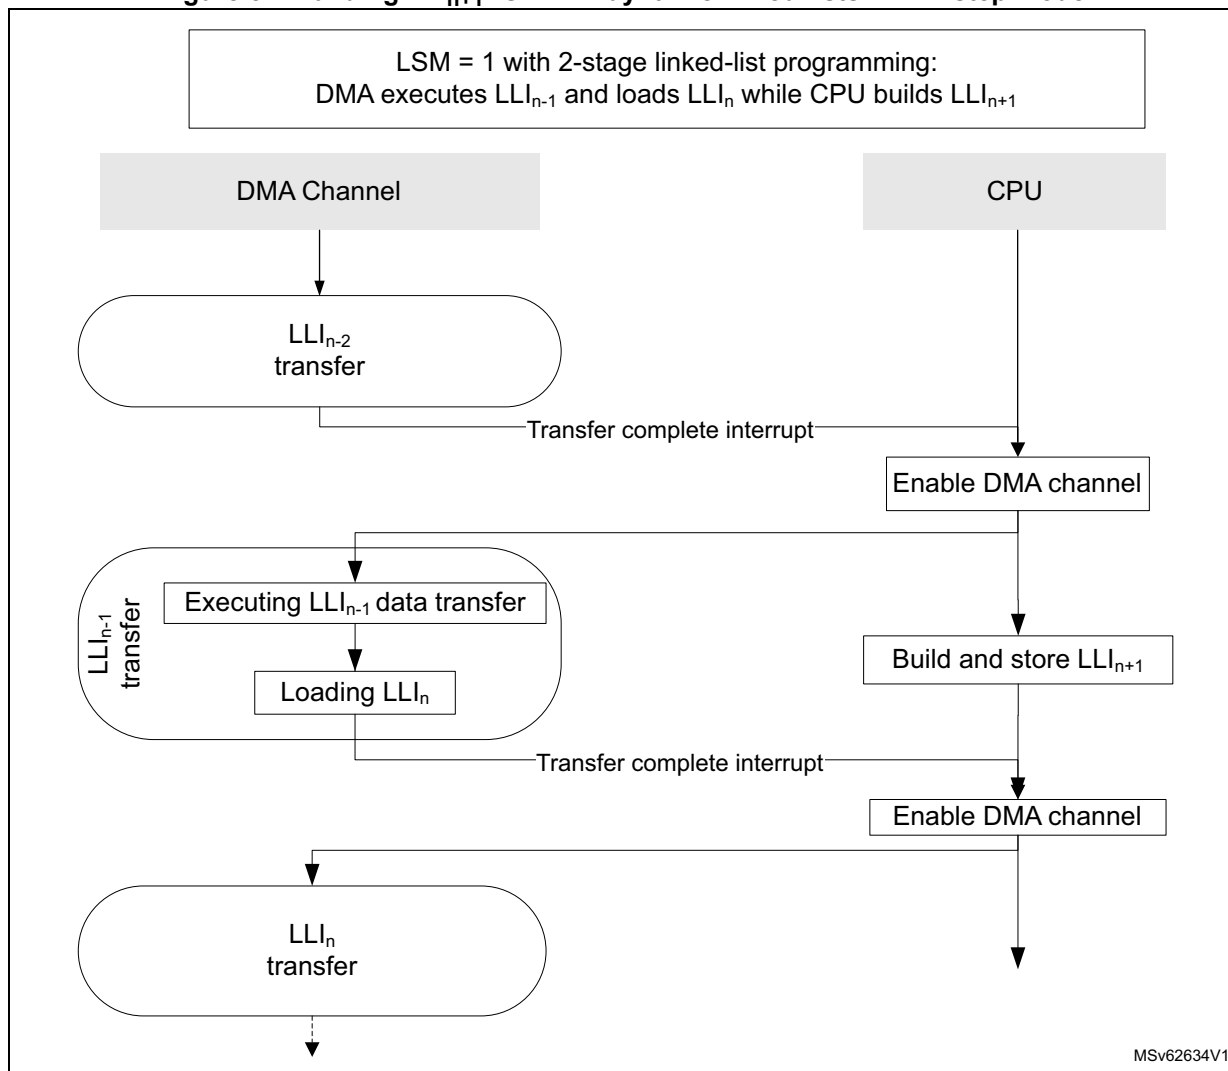 LSM = 1 with 2-stage linked-list programming:
DMA executes LLIn-1 and loads LLIn while CPU builds LLIn+1
DMA Channel
CPU
LLIn-2
transfer
Transfer complete interrupt
Enable DMA channel
LLIn-1
transfer
Executing LLIn-1 data transfer
Build and store LLIn+1
Loading LLIn
Transfer complete interrupt
Enable DMA channel
LLIn
transfer
MSv62634V1